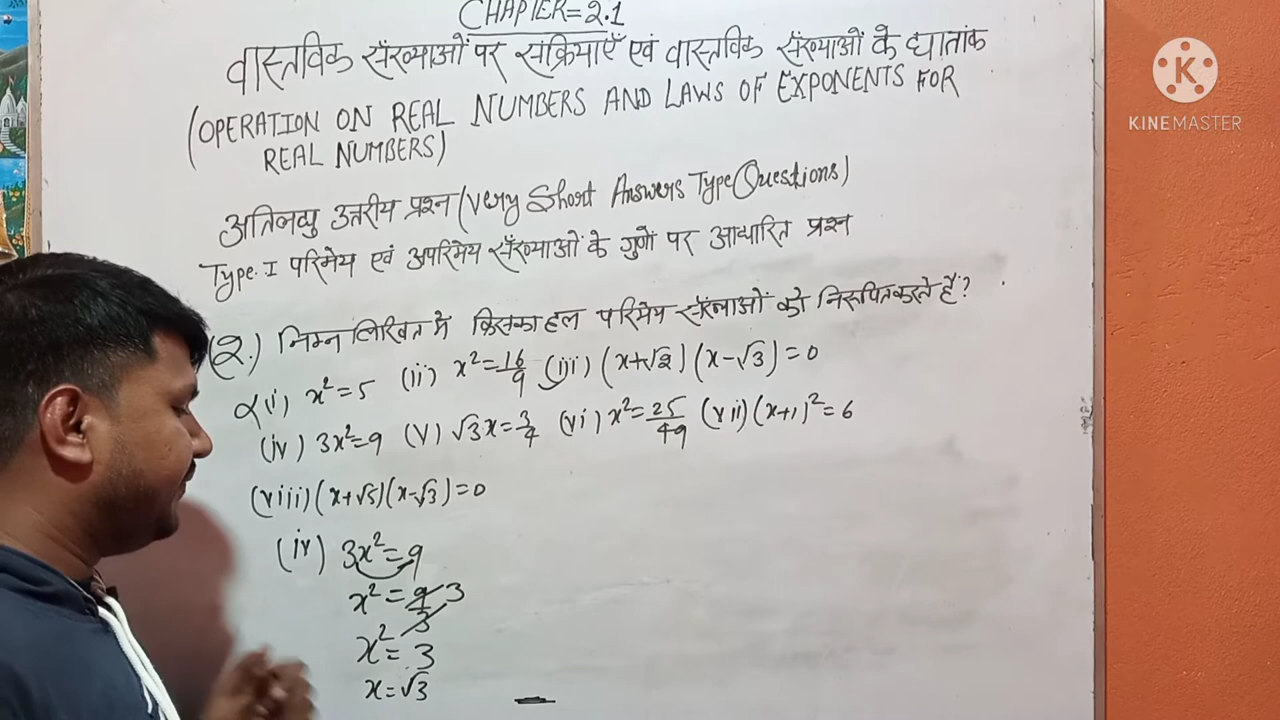 CHAPTER=2.1
वास्तविक संख्याओं पर संक्रियाएँ एवं वास्तविक संख्याओं के घातांक
(OPERATION ON REAL NUMBERS AND LAWS OF EXPONENTS FOR
REAL NUMBERS)
अतिलघु उत्तरीय प्रश्न (Very Short Answers Type Questions)
Type. I परिमेय एवं अपरिमेय संख्याओं के गुणों पर आधारित प्रश्न
(2.) निम्न लिखित में किसका हल परिमेय संख्याओं को निरूपित करते हैं?
(i) x²=5 (ii) x²=16/9 (iii) (x+√2)(x-√3)=0
(iv) 3x²=9 (v) √3x=3/4 (vi) x²=25/49 (vii) (x+1)²=6
(viii) (x+√5)(x-√3)=0
(iv) 3x²=9
x²=9/3 3
x²=3
x=√3
KINEMASTER